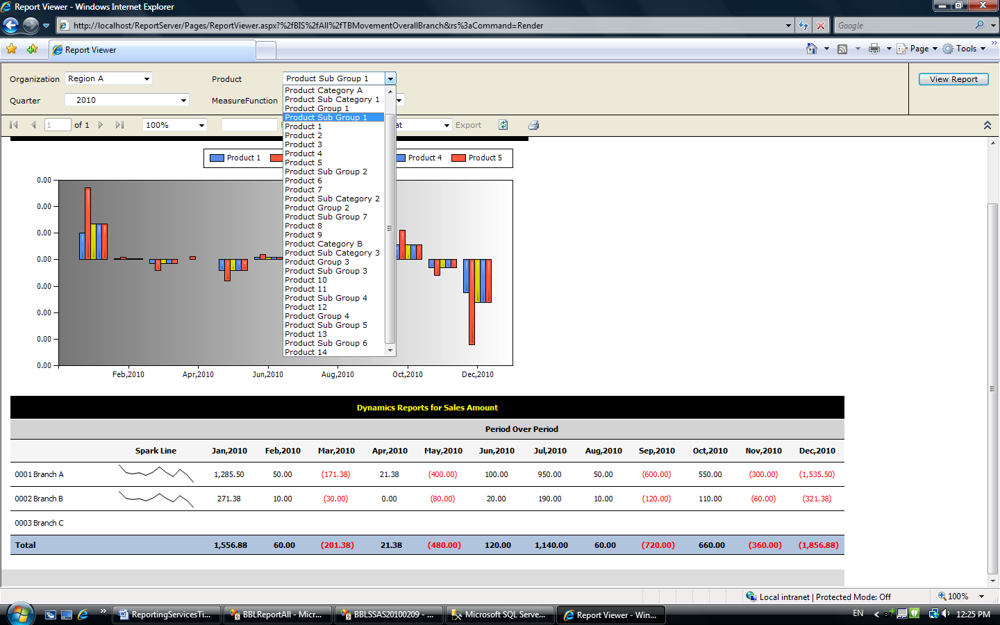 Report Viewer - Windows Internet Explorer
http://localhost/ReportServer/Pages/ReportViewer.aspx?%2fBIS%2fAll%2fTBMovementOverallBranch&rs%3aCommand=Render
Google
Report Viewer
Page
Tools
Organization
Region A
Product
Product Sub Group 1
View Report
Quarter
2010
MeasureFunction
1
of 1
100%
at
Export
Product Category A
Product Sub Category 1
Product Group 1
Product Sub Group 1
Product 1
Product 2
Product 3
Product 4
Product 5
Product Sub Group 2
Product 6
Product 7
Product Sub Category 2
Product Group 2
Product Sub Group 7
Product 8
Product 9
Product Category B
Product Sub Category 3
Product Group 3
Product Sub Group 3
Product 10
Product 11
Product Sub Group 4
Product 12
Product Group 4
Product Sub Group 5
Product 13
Product Sub Group 6
Product 14
Product 1
Product 4
Product 5
0.00
0.00
0.00
0.00
0.00
0.00
0.00
0.00
Feb,2010 Apr,2010 Jun,2010 Aug,2010 Oct,2010 Dec,2010
Dynamics Reports for Sales Amount
Period Over Period
Spark Line Jan,2010 Feb,2010 Mar,2010 Apr,2010 May,2010 Jun,2010 Jul,2010 Aug,2010 Sep,2010 Oct,2010 Nov,2010 Dec,2010
0001 Branch A 1,285.50 50.00 (171.38) 21.38 (400.00) 100.00 950.00 50.00 (600.00) 550.00 (300.00) (1,535.50)
0002 Branch B 271.38 10.00 (30.00) 0.00 (80.00) 20.00 190.00 10.00 (120.00) 110.00 (60.00) (321.38)
0003 Branch C
Total 1,556.88 60.00 (201.38) 21.38 (480.00) 120.00 1,140.00 60.00 (720.00) 660.00 (360.00) (1,856.88)
Local intranet | Protected Mode: Off
100%
ReportingServicesTi...
BBLReportAll - Micr...
BBLSSAS20100209 - ...
Microsoft SQL Serve...
Report Viewer - Win...
EN
12:25 PM